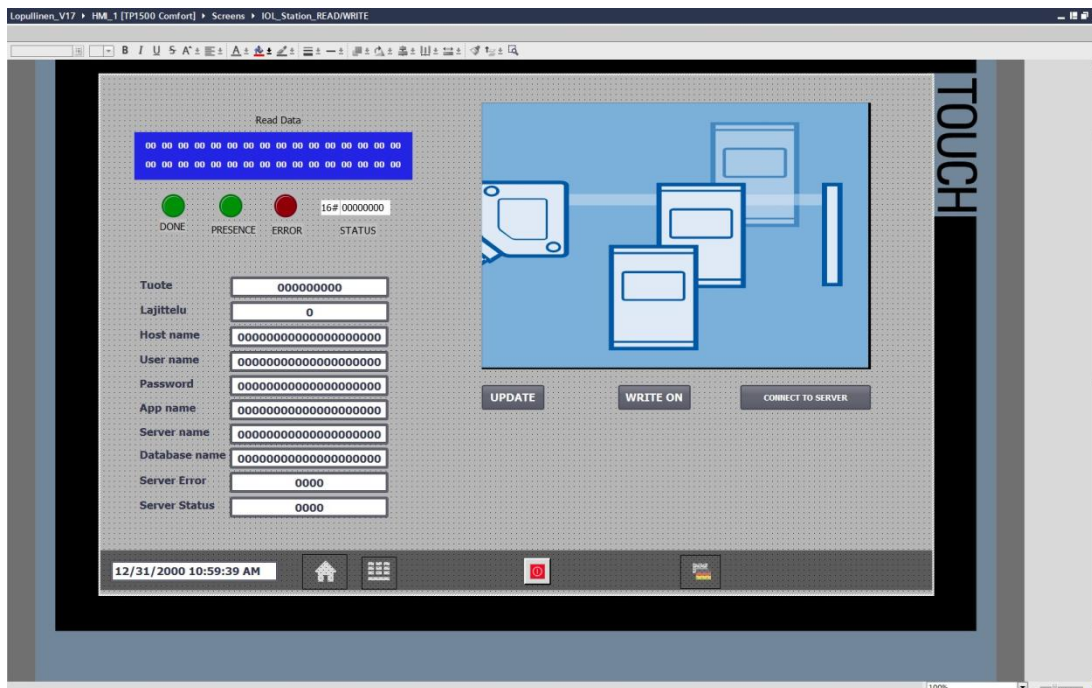 Lopullinen_V17 ▸ HMI_1 [TP1500 Comfort] ▸ Screens ▸ IOL_Station_READ/WRITE
B I U S A
TOUCH
Read Data
00 00 00 00 00 00 00 00 00 00 00 00 00 00 00 00
00 00 00 00 00 00 00 00 00 00 00 00 00 00 00 00
16# 00000000
DONE PRESENCE ERROR STATUS
Tuote 000000000
Lajittelu 0
Host name 00000000000000000000
User name 00000000000000000000
Password 00000000000000000000
App name 00000000000000000000
Server name 00000000000000000000
Database name 00000000000000000000
Server Error 0000
Server Status 0000
UPDATE WRITE ON CONNECT TO SERVER
12/31/2000 10:59:39 AM
100%